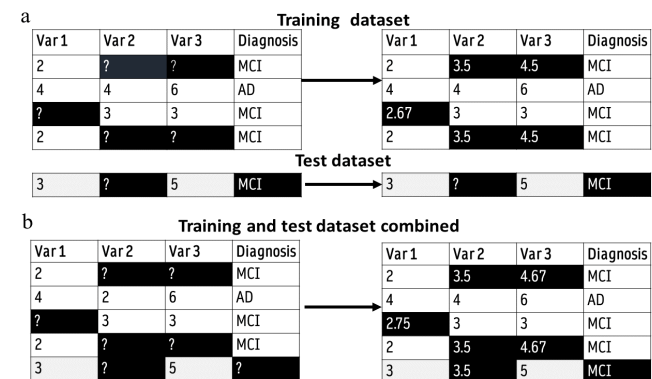 a
Training dataset
Var 1 Var 2 Var 3 Diagnosis Var 1 Var 2 Var 3 Diagnosis
2 ? ? MCI 2 3.5 4.5 MCI
4 4 6 AD 4 4 6 AD
? 3 3 MCI 2.67 3 3 MCI
2 ? ? MCI 2 3.5 4.5 MCI
Test dataset
3 ? 5 MCI 3 ? 5 MCI
b
Training and test dataset combined
Var 1 Var 2 Var 3 Diagnosis Var 1 Var 2 Var 3 Diagnosis
2 ? ? MCI 2 3.5 4.67 MCI
4 2 6 AD 4 4 6 AD
? 3 3 MCI 2.75 3 3 MCI
2 ? ? MCI 2 3.5 4.67 MCI
3 ? 5 ? 3 3.5 5 MCI